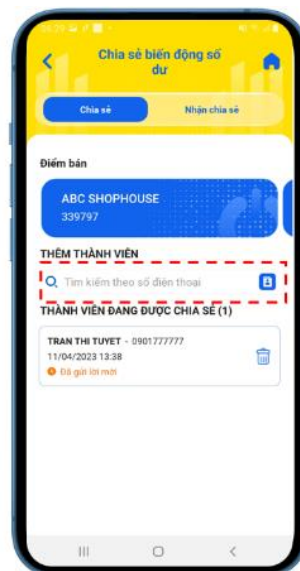 Chia sẻ biến động số
dư
Chia sẻ
Nhận chia sẻ
Điểm bán
ABC SHOPHOUSE
339797
THÊM THÀNH VIÊN
Tìm kiếm theo số điện thoại
THÀNH VIÊN ĐANG ĐƯỢC CHIA SẺ (1)
TRAN THI TUYET - 0901777777
11/04/2023 13:38
Đã gửi lời mời